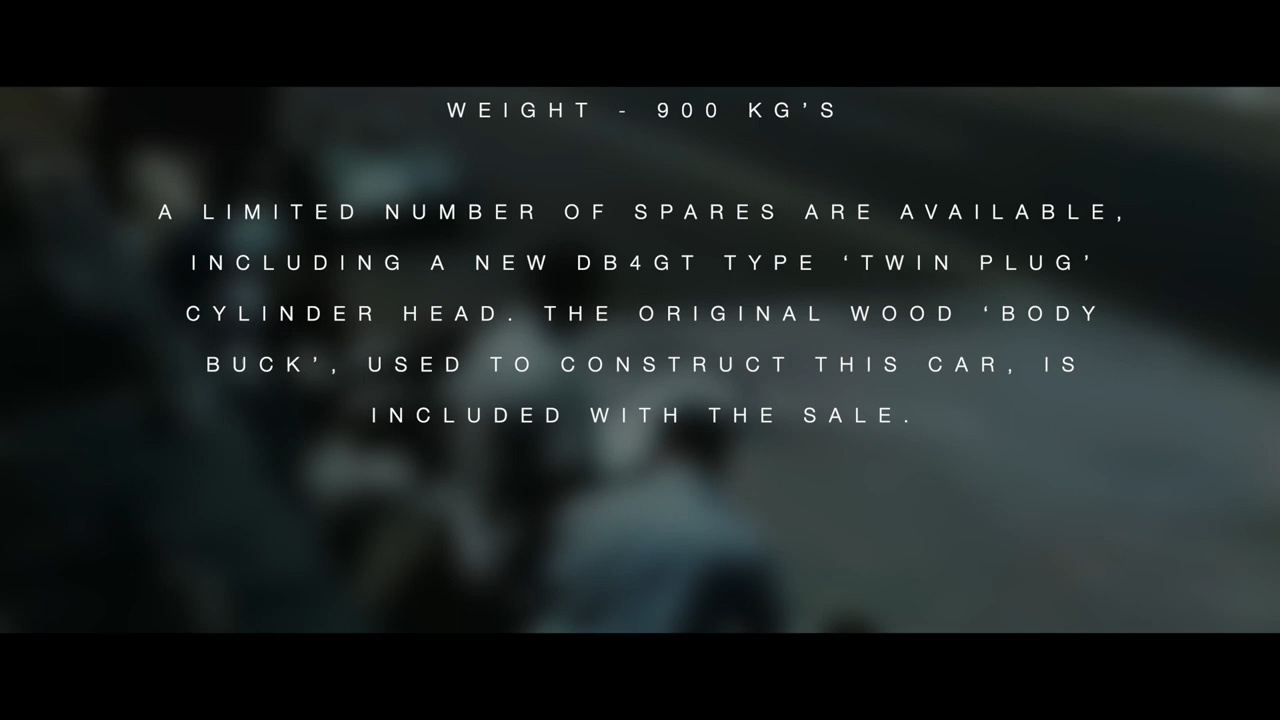 WEIGHT - 900 KG’S
A LIMITED NUMBER OF SPARES ARE AVAILABLE,
INCLUDING A NEW DB4GT TYPE ‘TWIN PLUG’
CYLINDER HEAD. THE ORIGINAL WOOD ‘BODY
BUCK’, USED TO CONSTRUCT THIS CAR, IS
INCLUDED WITH THE SALE.